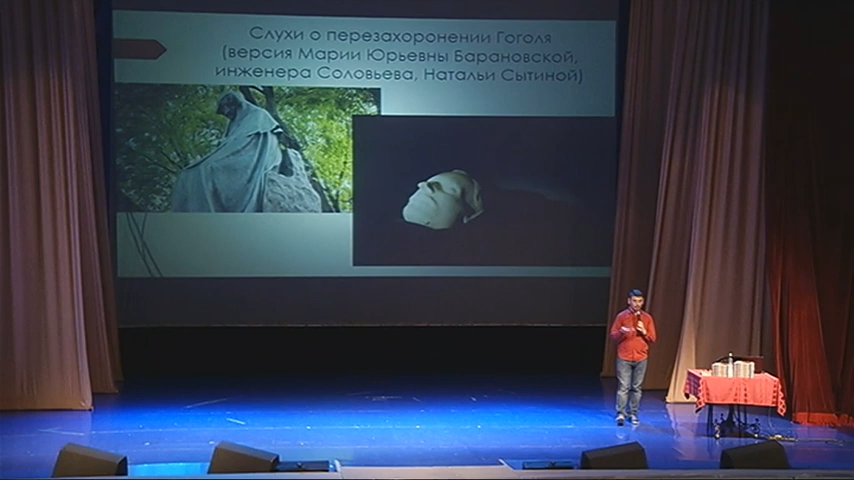 Слухи о перезахоронении Гоголя
(версия Марии Юрьевны Барановской,
инженера Соловьева, Натальи Сытиной)